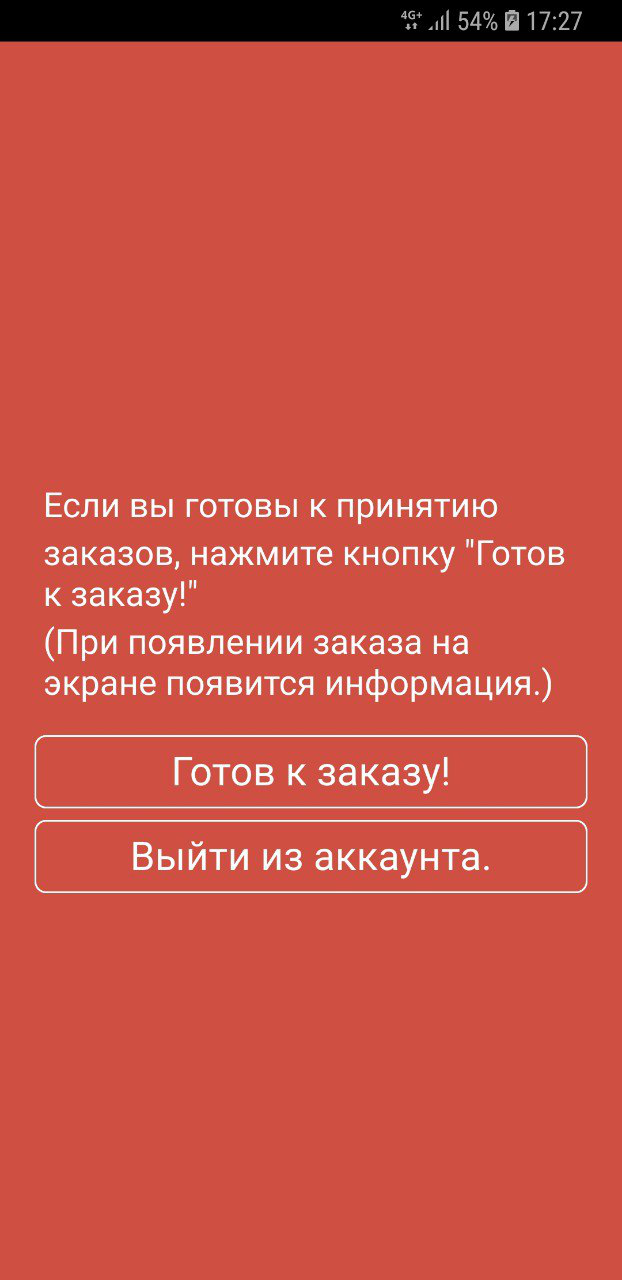 4G+ 54% 17:27
Если вы готовы к принятию
заказов, нажмите кнопку "Готов
к заказу!"
(При появлении заказа на
экране появится информация.)
Готов к заказу!
Выйти из аккаунта.